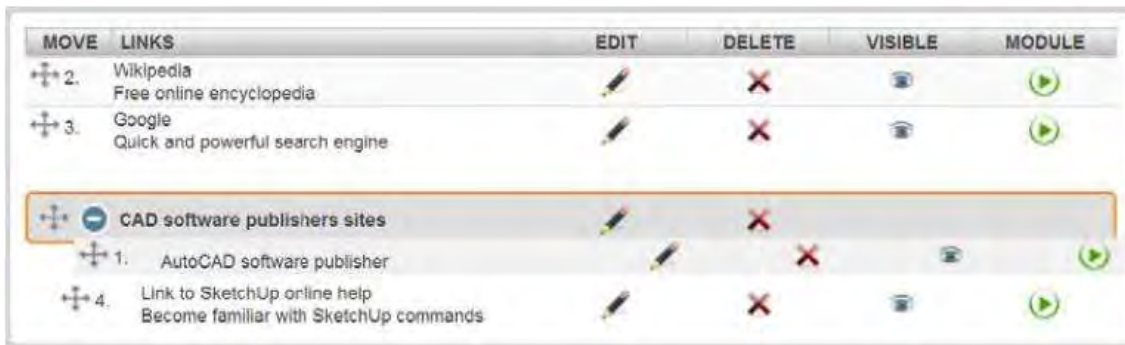 MOVE LINKS EDIT DELETE VISIBLE MODULE
2. Wikipedia
Free online encyclopedia
3. Google
Quick and powerful search engine
CAD software publishers sites
1. AutoCAD software publisher
4. Link to SketchUp online help
Become familiar with SketchUp commands